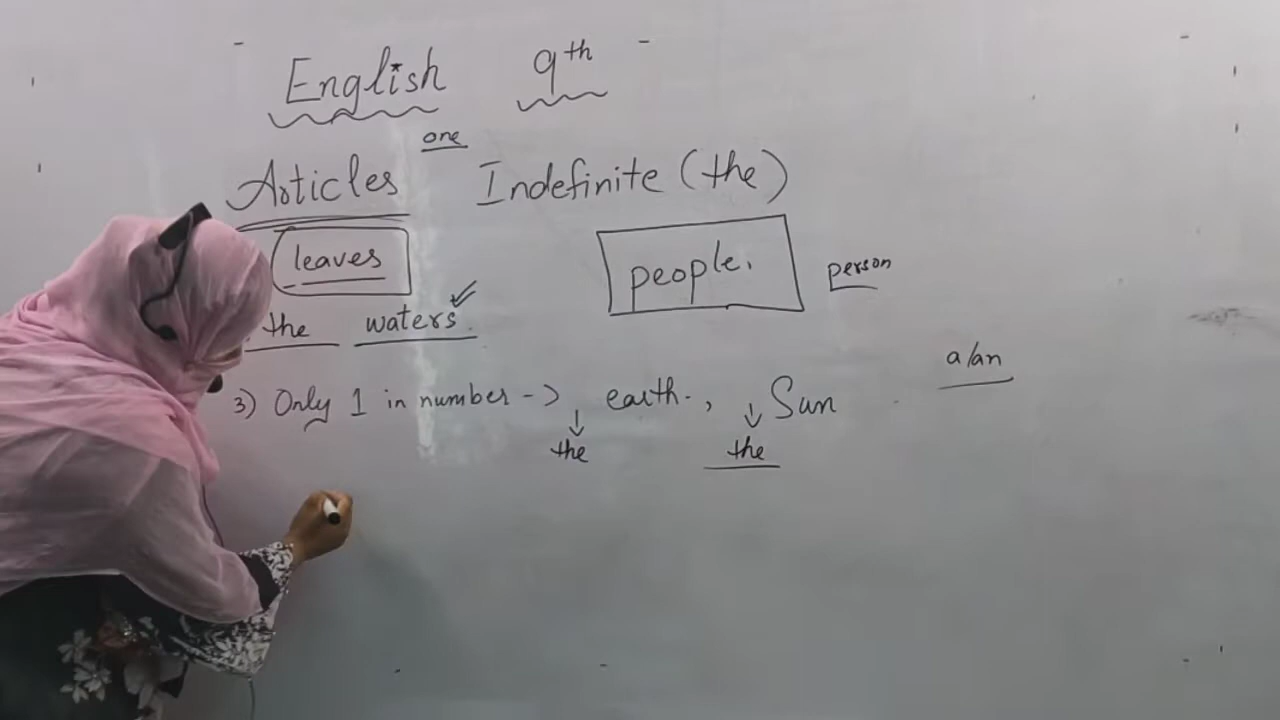 English 9th
one
Articles Indefinite (the)
leaves people. person
the waters.
a/an
3) Only 1 in number -> earth., Sun
the the